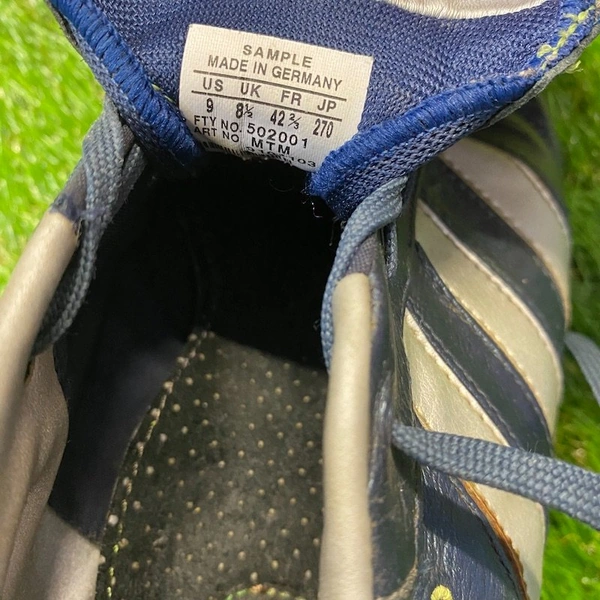 SAMPLE
MADE IN GERMANY
US UK FR JP
9 8½ 42⅔ 270
FTY NO. 502001
ART NO. MTM